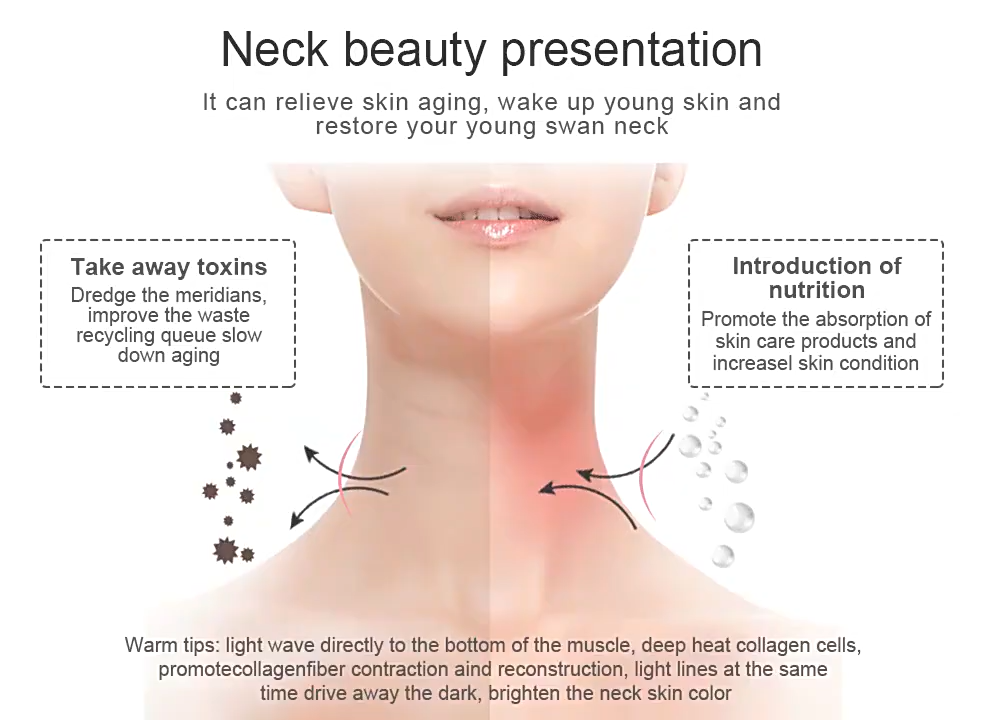 Neck beauty presentation
It can relieve skin aging, wake up young skin and
restore your young swan neck
Take away toxins
Dredge the meridians,
improve the waste
recycling queue slow
down aging
Introduction of
nutrition
Promote the absorption of
skin care products and
increasel skin condition
Warm tips: light wave directly to the bottom of the muscle, deep heat collagen cells,
promotecollagenfiber contraction aind reconstruction, light lines at the same
time drive away the dark, brighten the neck skin color